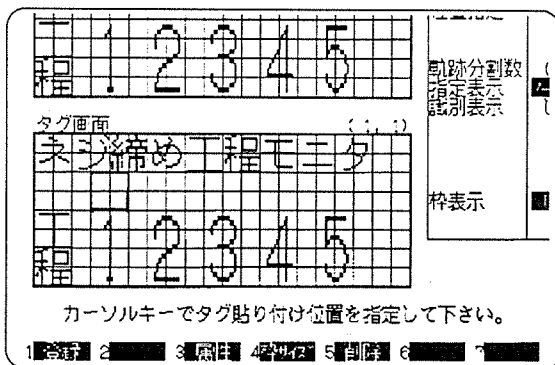 工程 1 2 3 4 5
軌跡分割数
指定表示
識別表示
タグ画面
ネジ締め工程モニタ
枠表示
工程 1 2 3 4 5
カーソルキーでタグ貼り付け位置を指定して下さい。
1 登録 2 3 属性 4 枠サイズ 5 削除 6 7